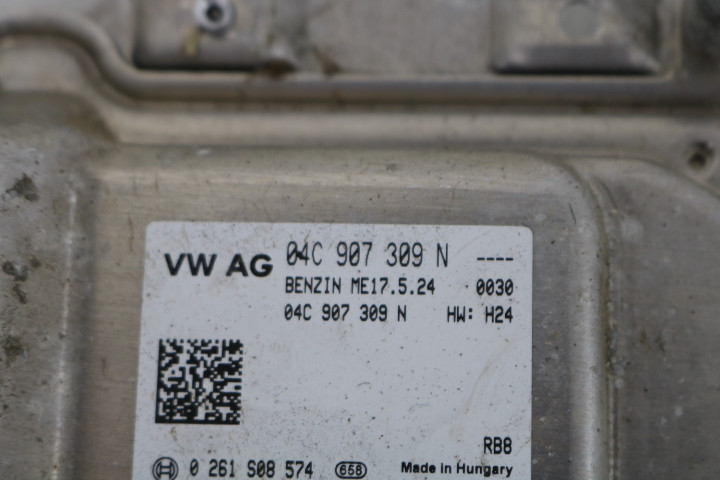 VW AG 04C 907 309 N ----
BENZIN ME17.5.24 0030
04C 907 309 N HW: H24
RB8
0 261 S08 574 658 Made in Hungary